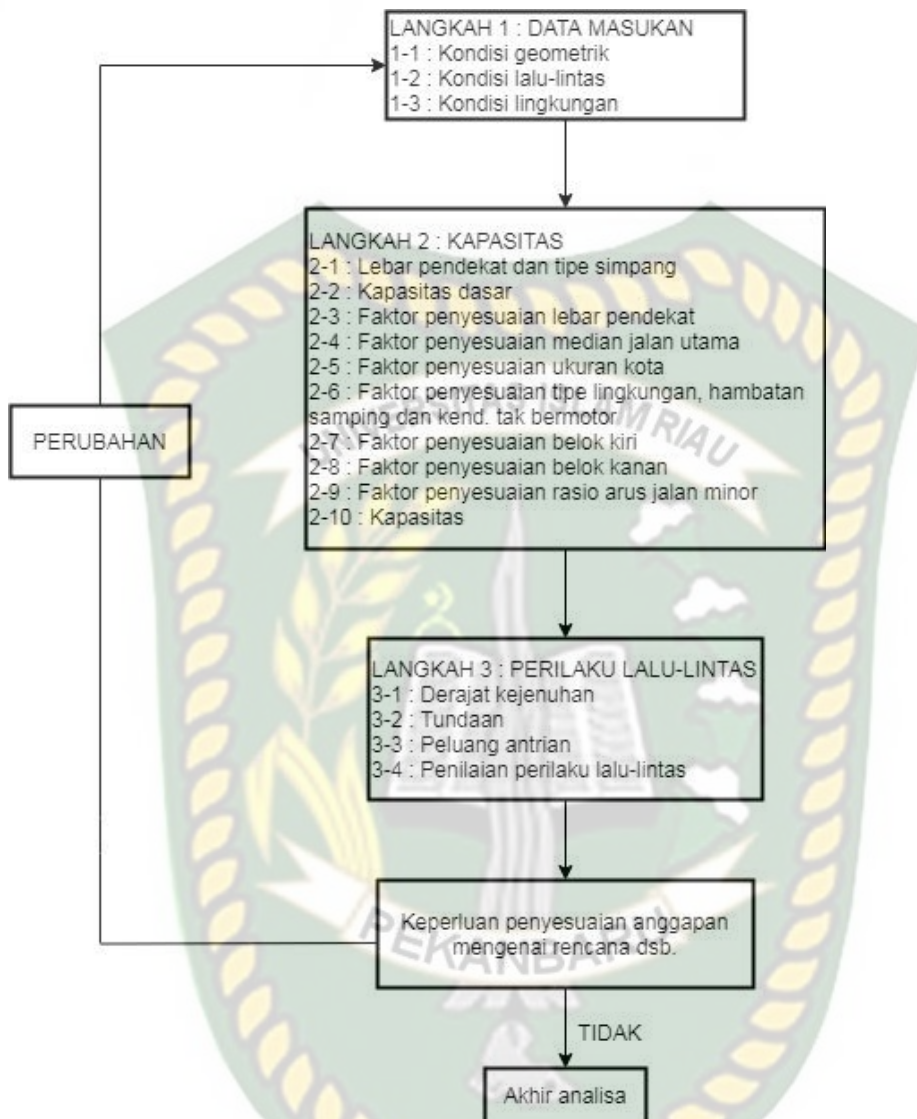 LANGKAH 1 : DATA MASUKAN
1-1 : Kondisi geometrik
1-2 : Kondisi lalu-lintas
1-3 : Kondisi lingkungan
LANGKAH 2 : KAPASITAS
2-1 : Lebar pendekat dan tipe simpang
2-2 : Kapasitas dasar
2-3 : Faktor penyesuaian lebar pendekat
2-4 : Faktor penyesuaian median jalan utama
2-5 : Faktor penyesuaian ukuran kota
2-6 : Faktor penyesuaian tipe lingkungan, hambatan
samping dan kend. tak bermotor
2-7 : Faktor penyesuaian belok kiri
2-8 : Faktor penyesuaian belok kanan
2-9 : Faktor penyesuaian rasio arus jalan minor
2-10 : Kapasitas
PERUBAHAN
LANGKAH 3 : PERILAKU LALU-LINTAS
3-1 : Derajat kejenuhan
3-2 : Tundaan
3-3 : Peluang antrian
3-4 : Penilaian perilaku lalu-lintas
Keperluan penyesuaian anggapan
mengenai rencana dsb.
TIDAK
Akhir analisa
UNIVERSITAS ISLAM RIAU
PEKANBARU